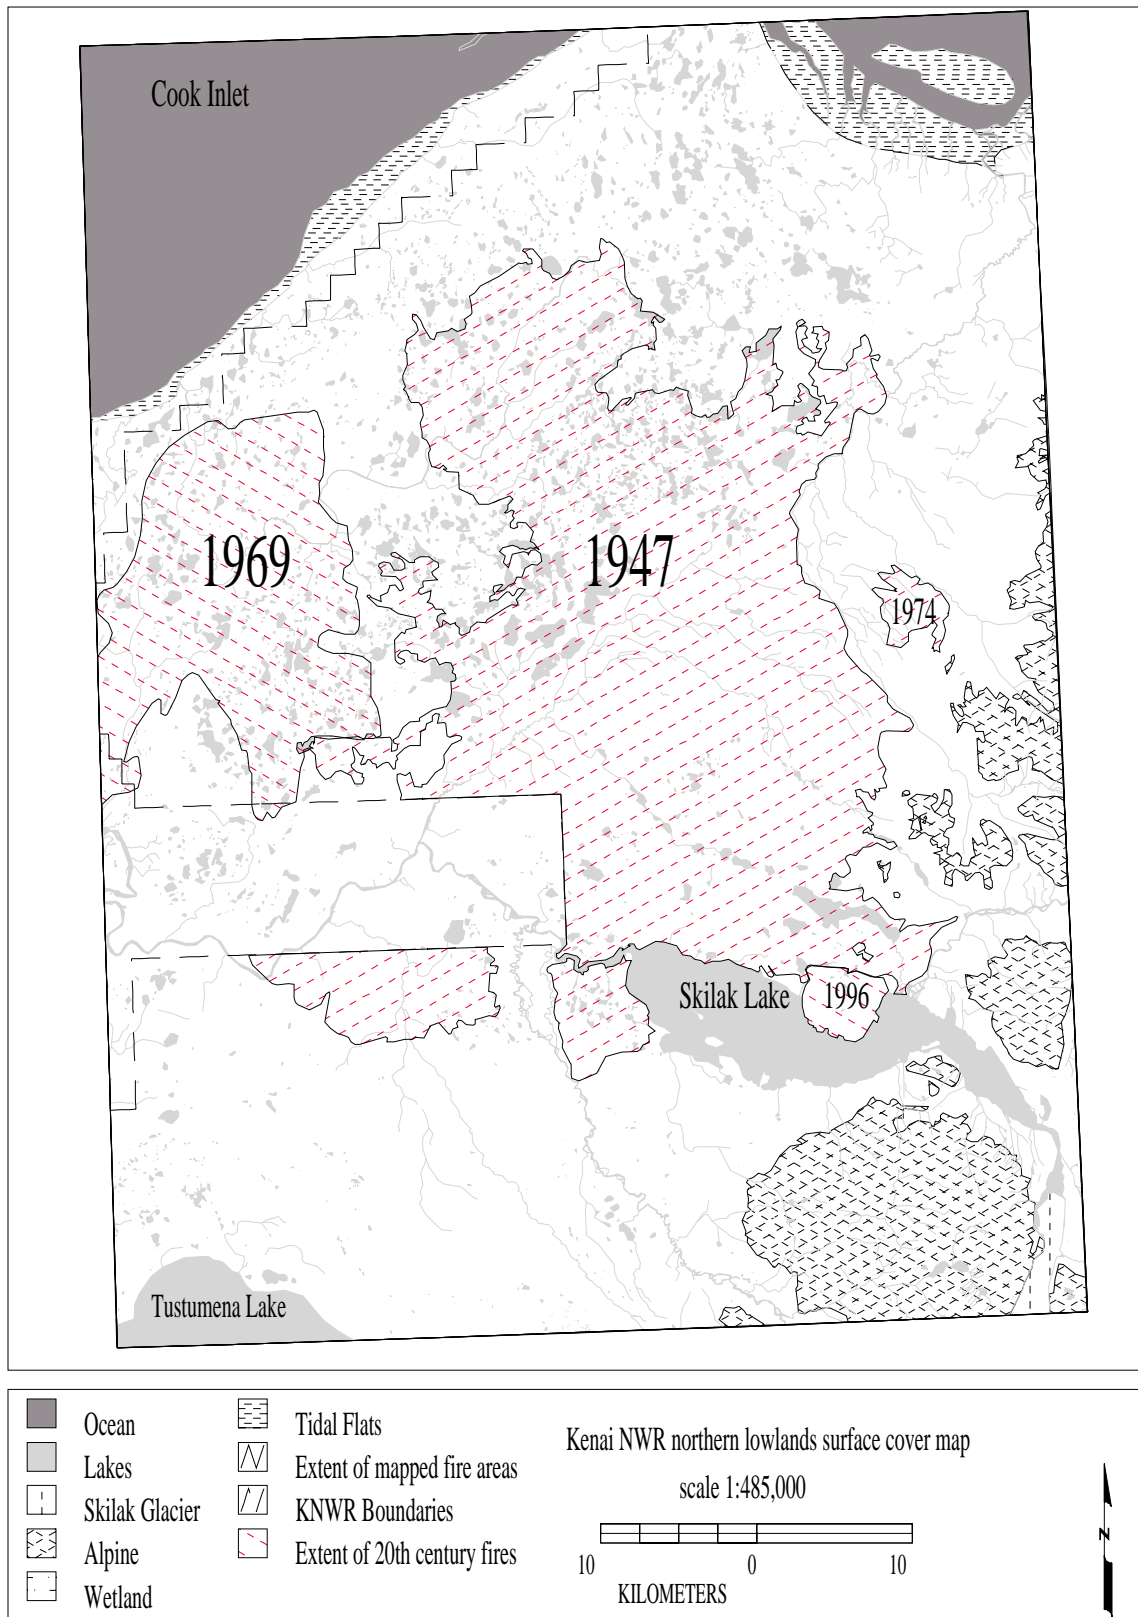 Cook Inlet
1969
1947
1974
Skilak Lake
1996
Tustumena Lake
Ocean
Lakes
Skilak Glacier
Alpine
Wetland
Tidal Flats
Extent of mapped fire areas
KNWR Boundaries
Extent of 20th century fires
Kenai NWR northern lowlands surface cover map
scale 1:485,000
10 0 10
KILOMETERS
N